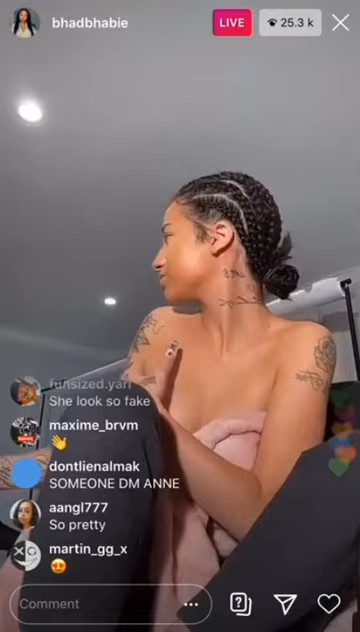 bhadbhabie
LIVE
25.3 k
She look so fake
maxime_brvm
👋
dontlienalmak
SOMEONE DM ANNE
aangl777
So pretty
martin_gg_x
😍
Comment